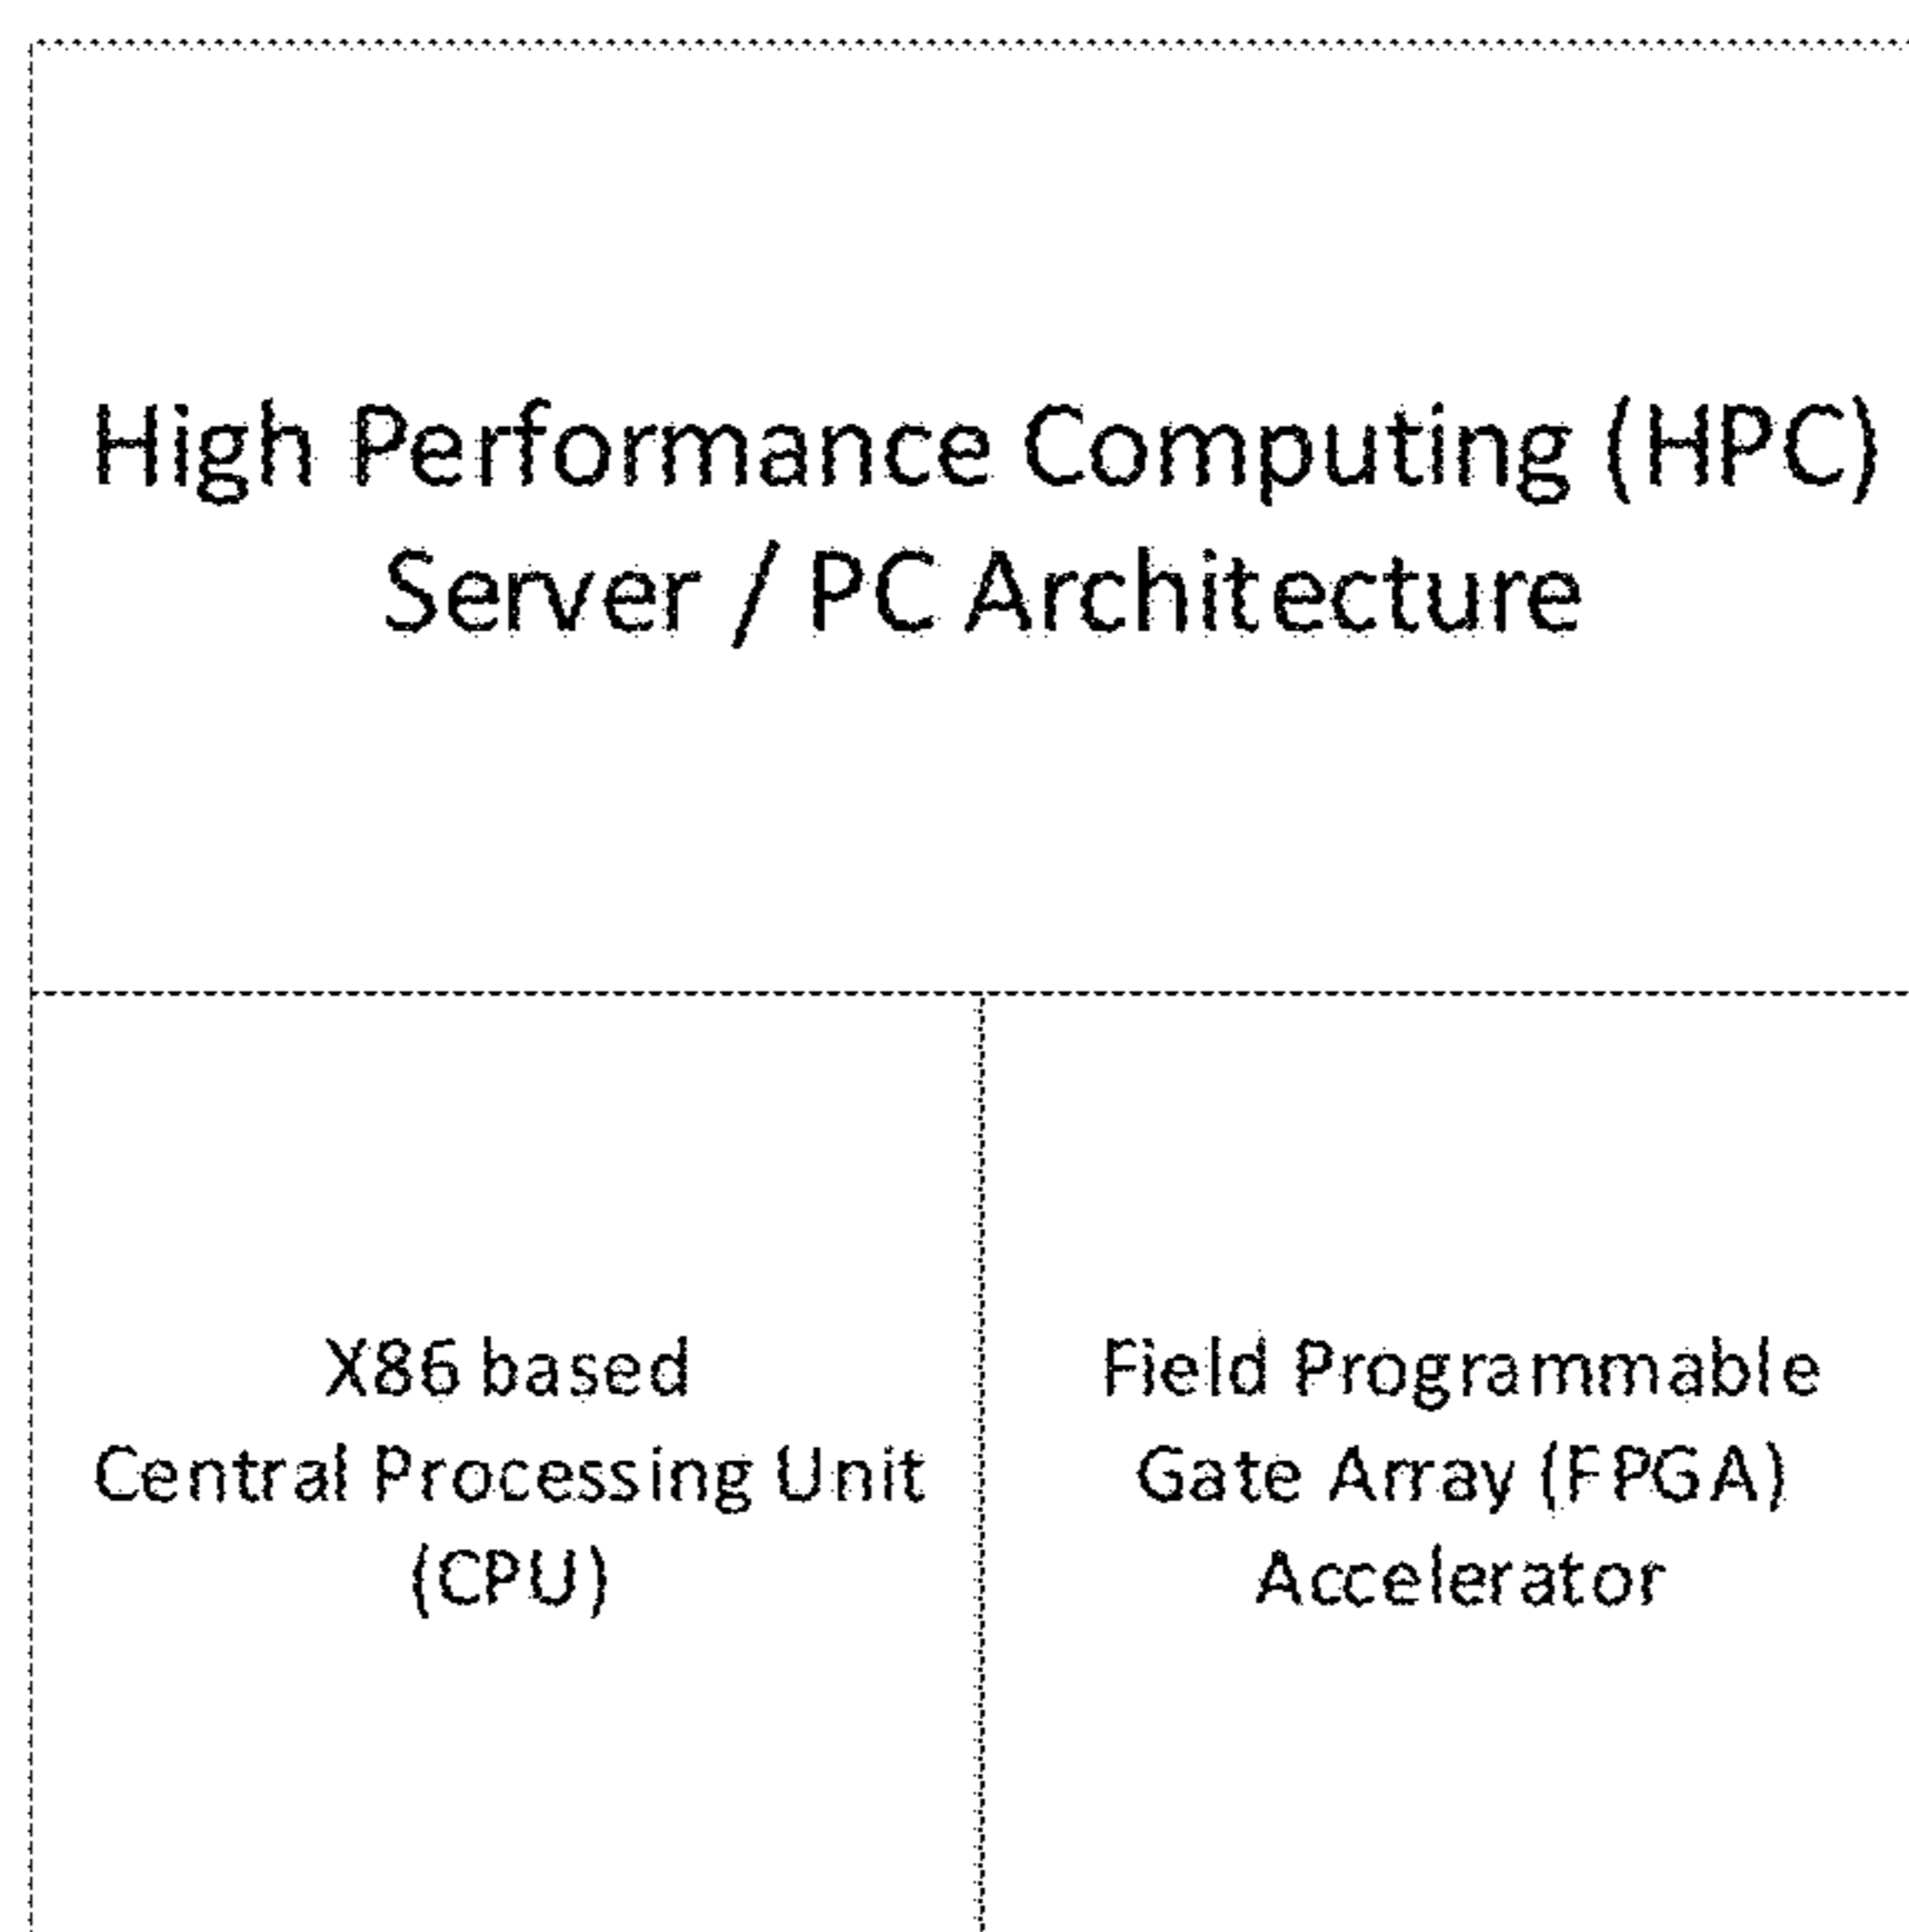 High Performance Computing (HPC)
Server / PC Architecture
X86 based
Central Processing Unit
(CPU)
Field Programmable
Gate Array (FPGA)
Accelerator